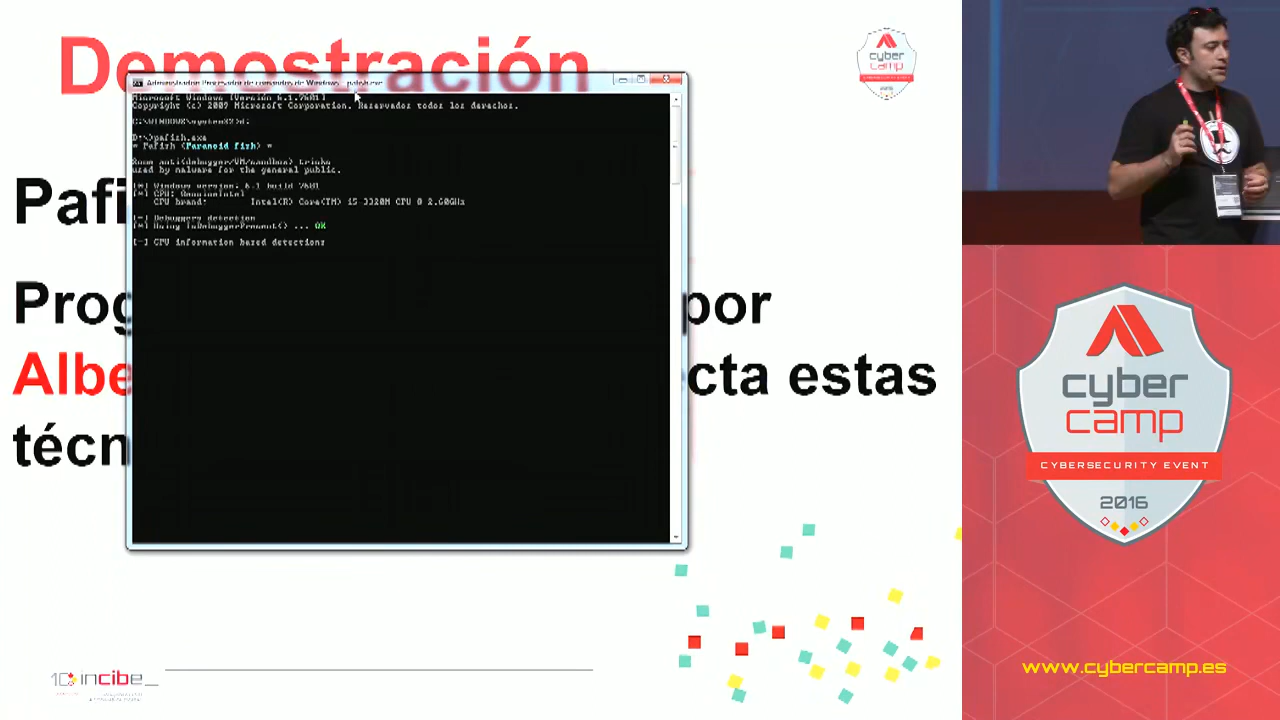 Demostración
cyber
camp
2016
Administrador: Procesador de comandos de Windows - pafish.exe
Microsoft Windows [Versión 6.1.7601]
Copyright (c) 2009 Microsoft Corporation. Reservados todos los derechos.
C:\WINDOWS\system32>d:
D:\>pafish.exe
* Pafish (Paranoid fish) *
Some anti(debugger/VM/sandbox) tricks
used by malware for the general public.
[*] Windows version: 6.1 build 7601
[*] CPU: GenuineIntel
CPU brand: Intel(R) Core(TM) i5-3320M CPU @ 2.60GHz
[-] Debuggers detection
[*] Using IsDebuggerPresent() ... OK
[-] CPU information based detections
Pafi
Prog por
Albe cta estas
técn
incibe_
cyber
camp
CYBERSECURITY EVENT
2016
www.cybercamp.es